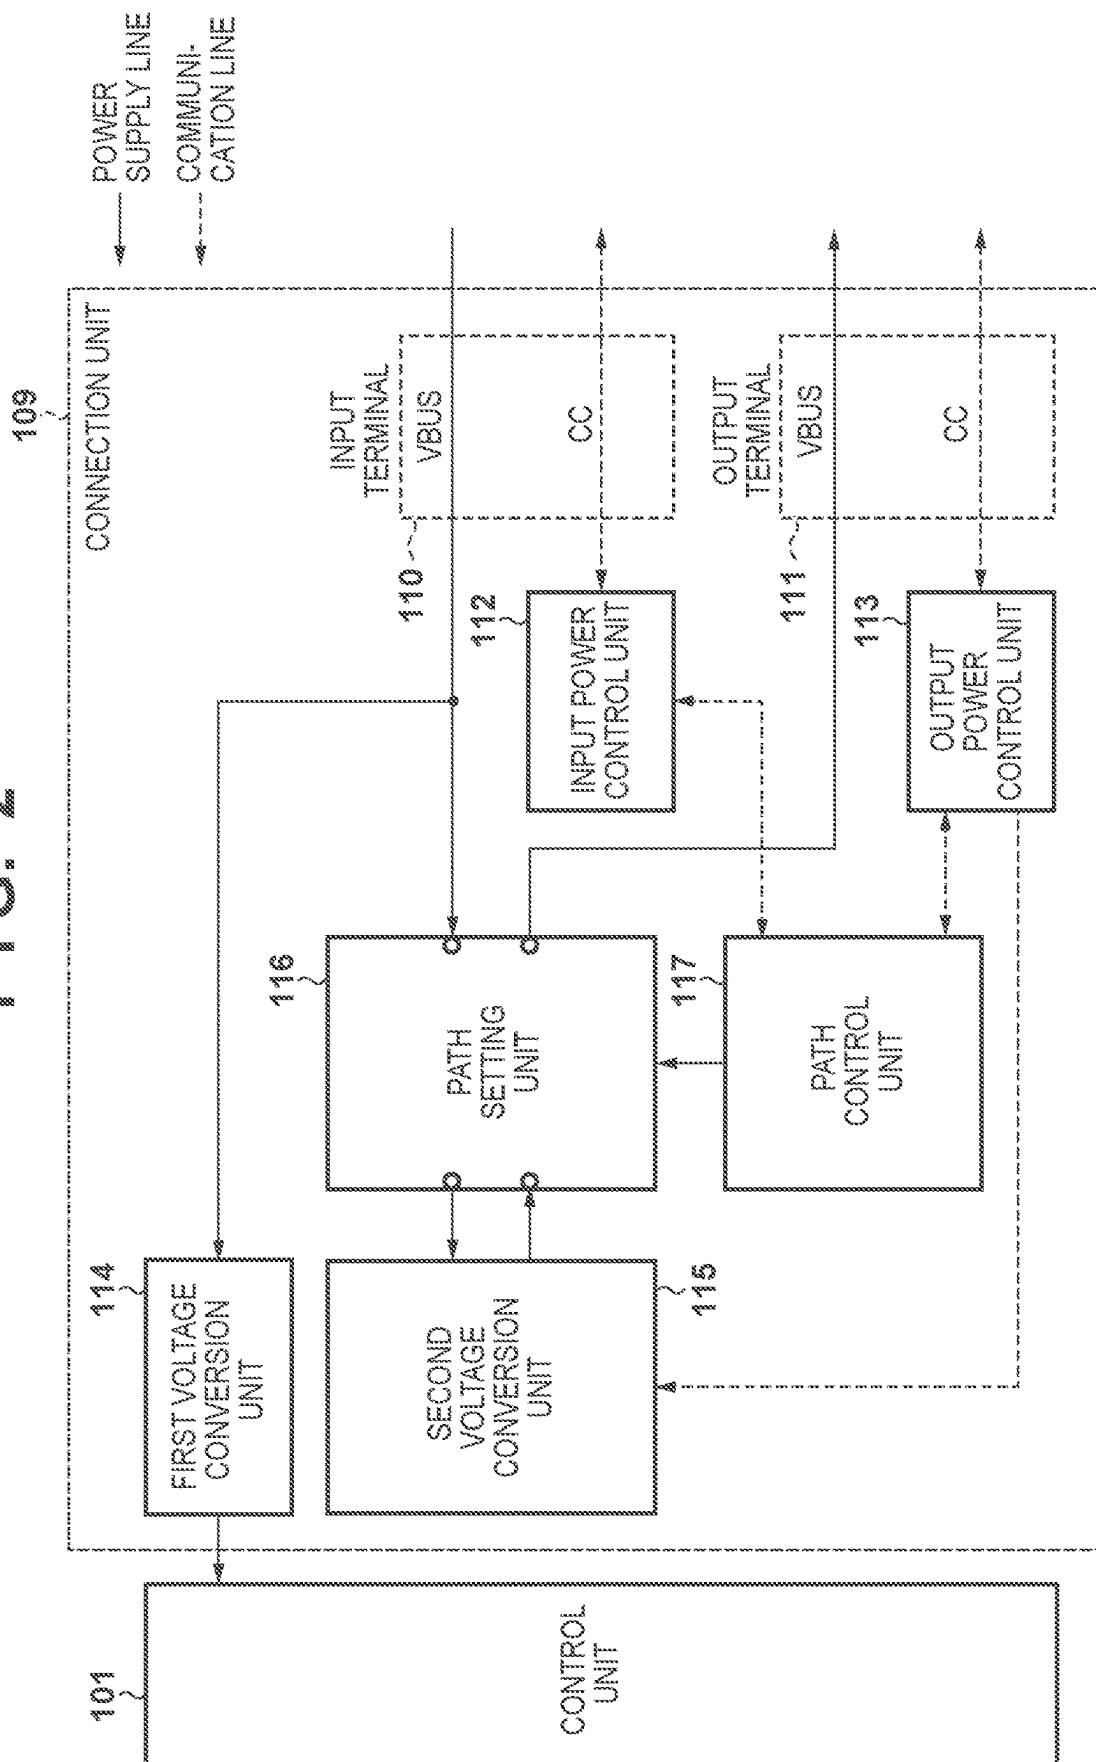 FIG. 2
POWER
SUPPLY LINE
COMMUNI-
CATION LINE
109
CONNECTION UNIT
101
CONTROL
UNIT
114
FIRST VOLTAGE
CONVERSION
UNIT
SECOND
VOLTAGE
CONVERSION
UNIT
115
116
PATH
SETTING
UNIT
117
PATH
CONTROL
UNIT
INPUT
TERMINAL
VBUS
CC
110
112
INPUT POWER
CONTROL UNIT
OUTPUT
TERMINAL
VBUS
CC
111
113
OUTPUT
POWER
CONTROL UNIT